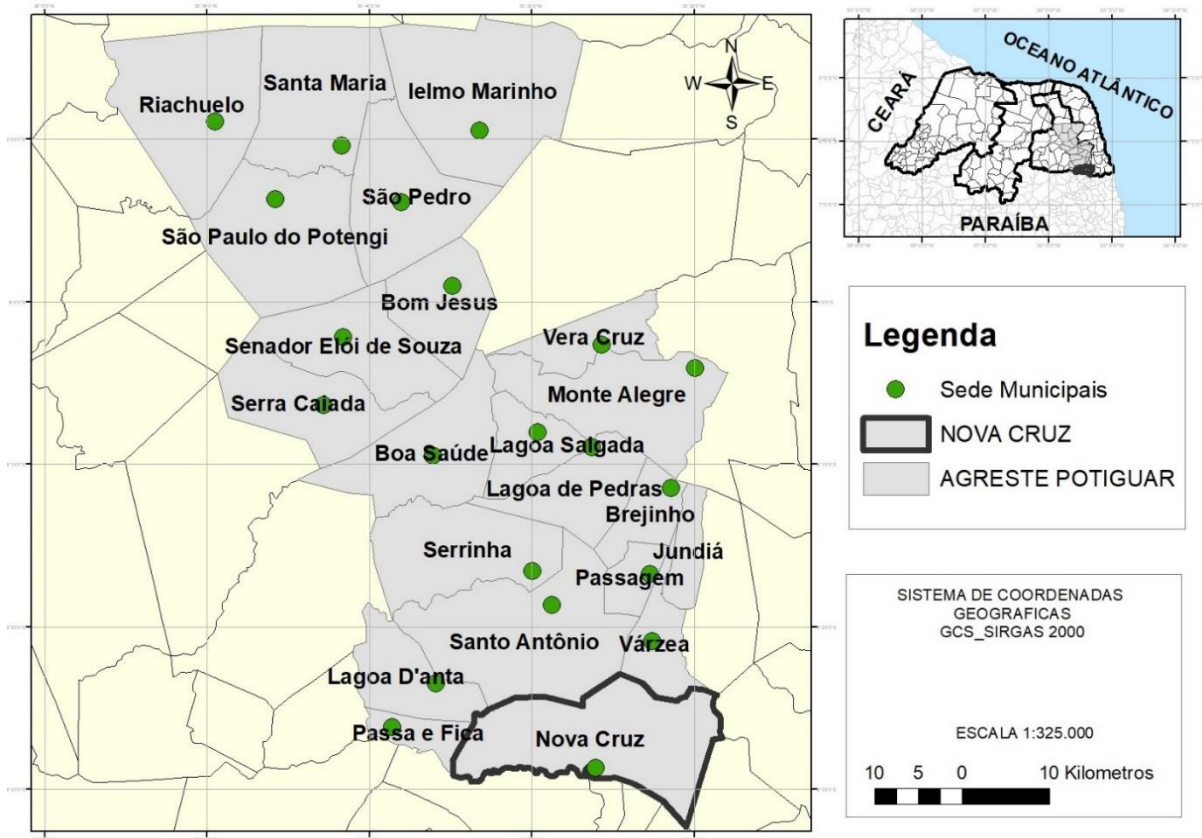 Riachuelo
Santa Maria
Ielmo Marinho
São Pedro
São Paulo do Potengi
Bom Jesus
Senador Elói de Souza
Serra Caiada
Vera Cruz
Monte Alegre
Boa Saúde
Lagoa Salgada
Lagoa de Pedras
Brejinho
Serrinha
Jundiá
Passagem
Santo Antônio
Várzea
Lagoa D'anta
Passa e Fica
Nova Cruz
N
W
E
S
OCEANO ATLÂNTICO
CEARÁ
PARAÍBA
Legenda
Sede Municipais
NOVA CRUZ
AGRESTE POTIGUAR
SISTEMA DE COORDENADAS
GEOGRAFICAS
GCS_SIRGAS 2000
ESCALA 1:325.000
10 5 0 10 Kilometros